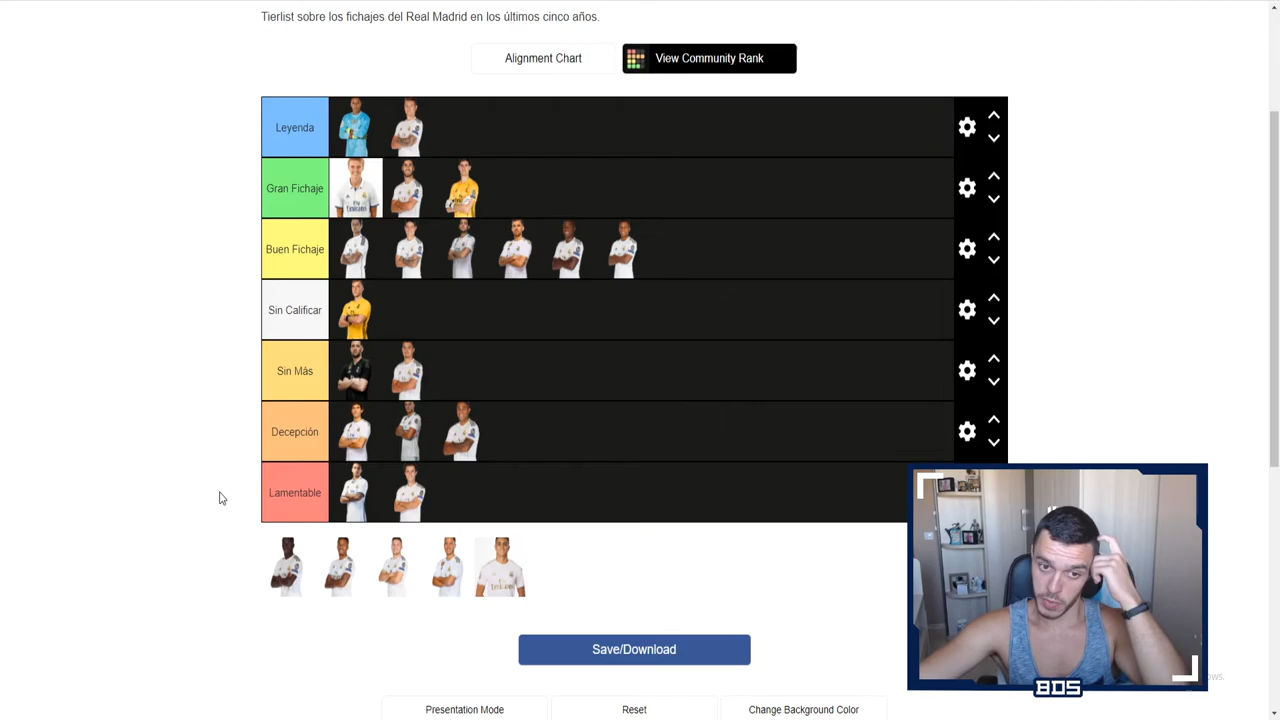 Tierlist sobre los fichajes del Real Madrid en los últimos cinco años.
Alignment Chart
View Community Rank
Leyenda
Gran Fichaje
Buen Fichaje
Sin Calificar
Sin Más
Decepción
Lamentable
Save/Download
BDS
Presentation Mode
Reset
Change Background Color